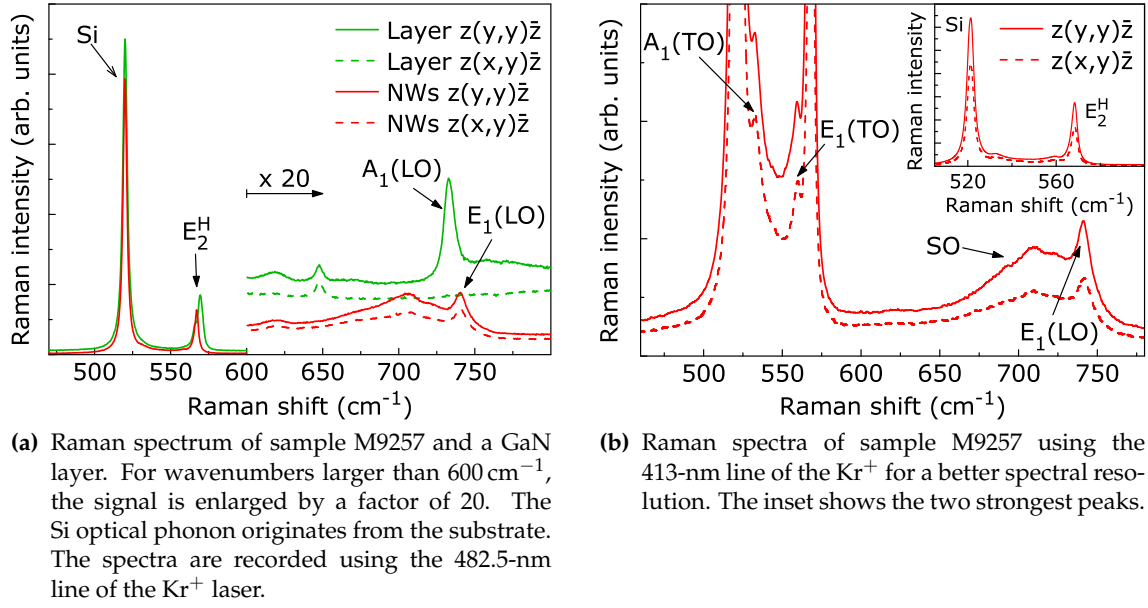 Si
Layer z(y,y)z̄
Layer z(x,y)z̄
NWs z(y,y)z̄
NWs z(x,y)z̄
x 20
A₁(LO)
E₁(LO)
E₂ᴴ
Raman intensity (arb. units)
500 550 600 650 700 750
Raman shift (cm⁻¹)
(a) Raman spectrum of sample M9257 and a GaN
layer. For wavenumbers larger than 600 cm⁻¹,
the signal is enlarged by a factor of 20. The
Si optical phonon originates from the substrate.
The spectra are recorded using the 482.5-nm
line of the Kr⁺ laser.
A₁(TO)
E₁(TO)
z(y,y)z̄
z(x,y)z̄
Si
E₂ᴴ
Raman intensity
520 560
Raman shift (cm⁻¹)
SO
E₁(LO)
Raman intensity (arb. units)
500 550 600 650 700 750
Raman shift (cm⁻¹)
(b) Raman spectra of sample M9257 using the
413-nm line of the Kr⁺ for a better spectral reso-
lution. The inset shows the two strongest peaks.